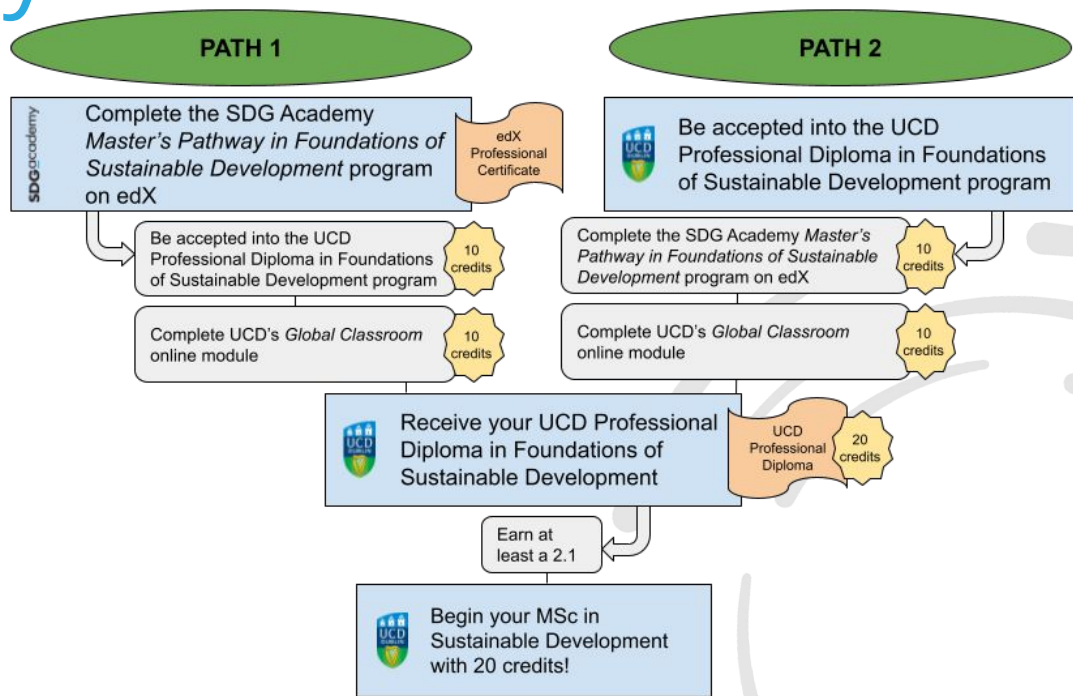 y
PATH 1
PATH 2
SDGacademy
Complete the SDG Academy
Master's Pathway in Foundations of
Sustainable Development program
on edX
edX
Professional
Certificate
UCD
DUBLIN
Be accepted into the UCD
Professional Diploma in Foundations
of Sustainable Development program
Be accepted into the UCD
Professional Diploma in Foundations
of Sustainable Development program
10
credits
Complete the SDG Academy Master's
Pathway in Foundations of Sustainable
Development program on edX
10
credits
Complete UCD's Global Classroom
online module
10
credits
Complete UCD's Global Classroom
online module
10
credits
UCD
DUBLIN
Receive your UCD Professional
Diploma in Foundations of
Sustainable Development
UCD
Professional
Diploma
20
credits
Earn at
least a 2.1
UCD
DUBLIN
Begin your MSc in
Sustainable Development
with 20 credits!